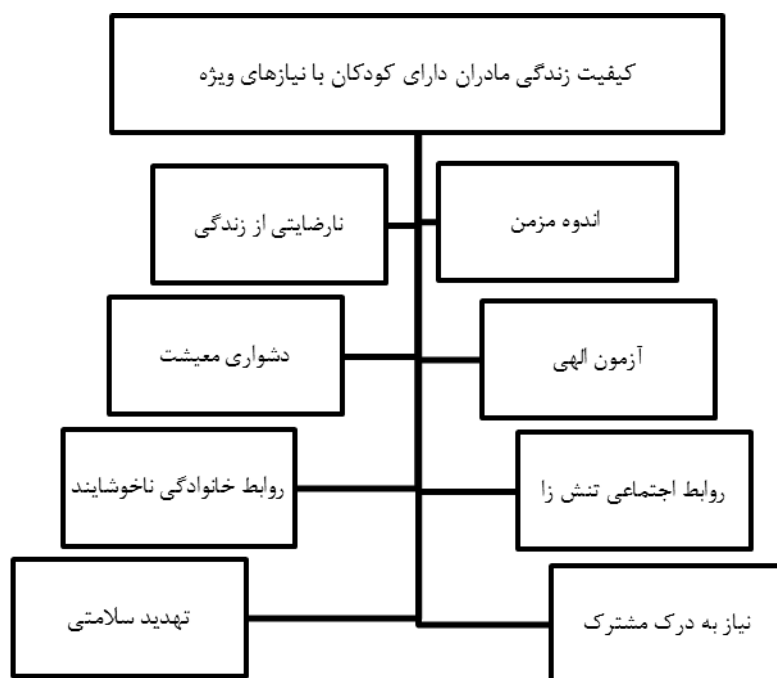 کیفیت زندگی مادران دارای کودکان با نیازهای ویژه
اندوه مزمن
نارضایتی از زندگی
آزمون الهی
دشواری معیشت
روابط اجتماعی تنش زا
روابط خانوادگی ناخوشایند
نیاز به درک مشترک
تهدید سلامتی